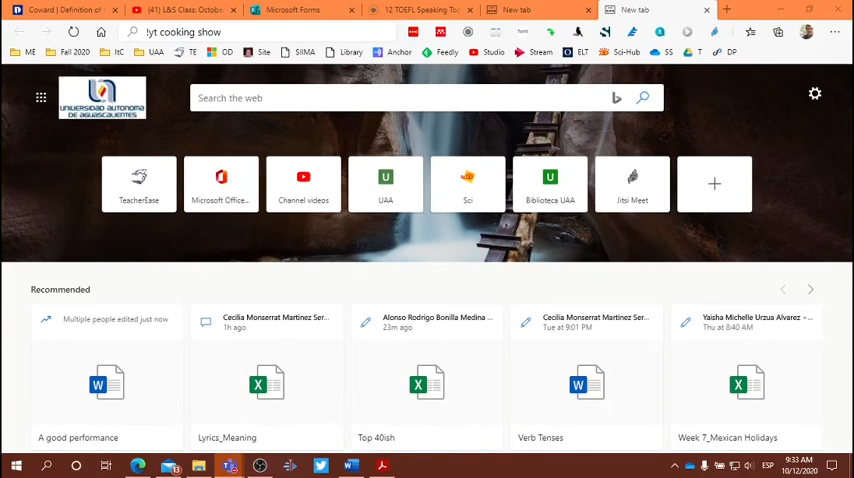 Coward | Definition of C
(41) L&S Class: October
Microsoft Forms
12 TOEFL Speaking To
New tab
New tab
!yt cooking show
ME
Fall 2020
ItC
UAA
TE
OD
Site
SIIMA
Library
Anchor
Feedly
Studio
Stream
ELT
Sci-Hub
SS
T
DP
UNIVERSIDAD AUTONOMA
DE AGUASCALIENTES
Search the web
TeacherEase
Microsoft Office...
Channel videos
UAA
Sci
Biblioteca UAA
Jitsi Meet
Recommended
Multiple people edited just now
Cecilia Monserrat Martinez Ser...
1h ago
Alonso Rodrigo Bonilla Medina ...
23m ago
Cecilia Monserrat Martinez Ser...
Tue at 9:01 PM
Yaisha Michelle Urzua Alvarez - ...
Thu at 8:40 AM
A good performance
Lyrics_Meaning
Top 40ish
Verb Tenses
Week 7_Mexican Holidays
13
ESP
9:33 AM
10/12/2020